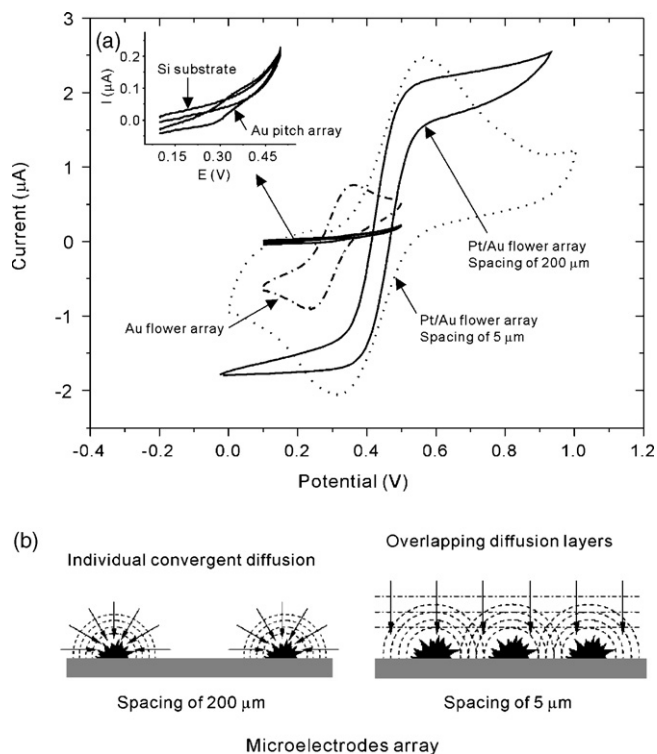 (a)
Si substrate
Au pitch array
I (μA)
0.2
0.1
0.0
0.15
0.30
0.45
E (V)
Current (μA)
3
2
1
0
-1
-2
Pt/Au flower array
Spacing of 200 μm
Au flower array
Pt/Au flower array
Spacing of 5 μm
-0.4
-0.2
0.0
0.2
0.4
0.6
0.8
1.0
1.2
Potential (V)
(b)
Individual convergent diffusion
Overlapping diffusion layers
Spacing of 200 μm
Spacing of 5 μm
Microelectrodes array